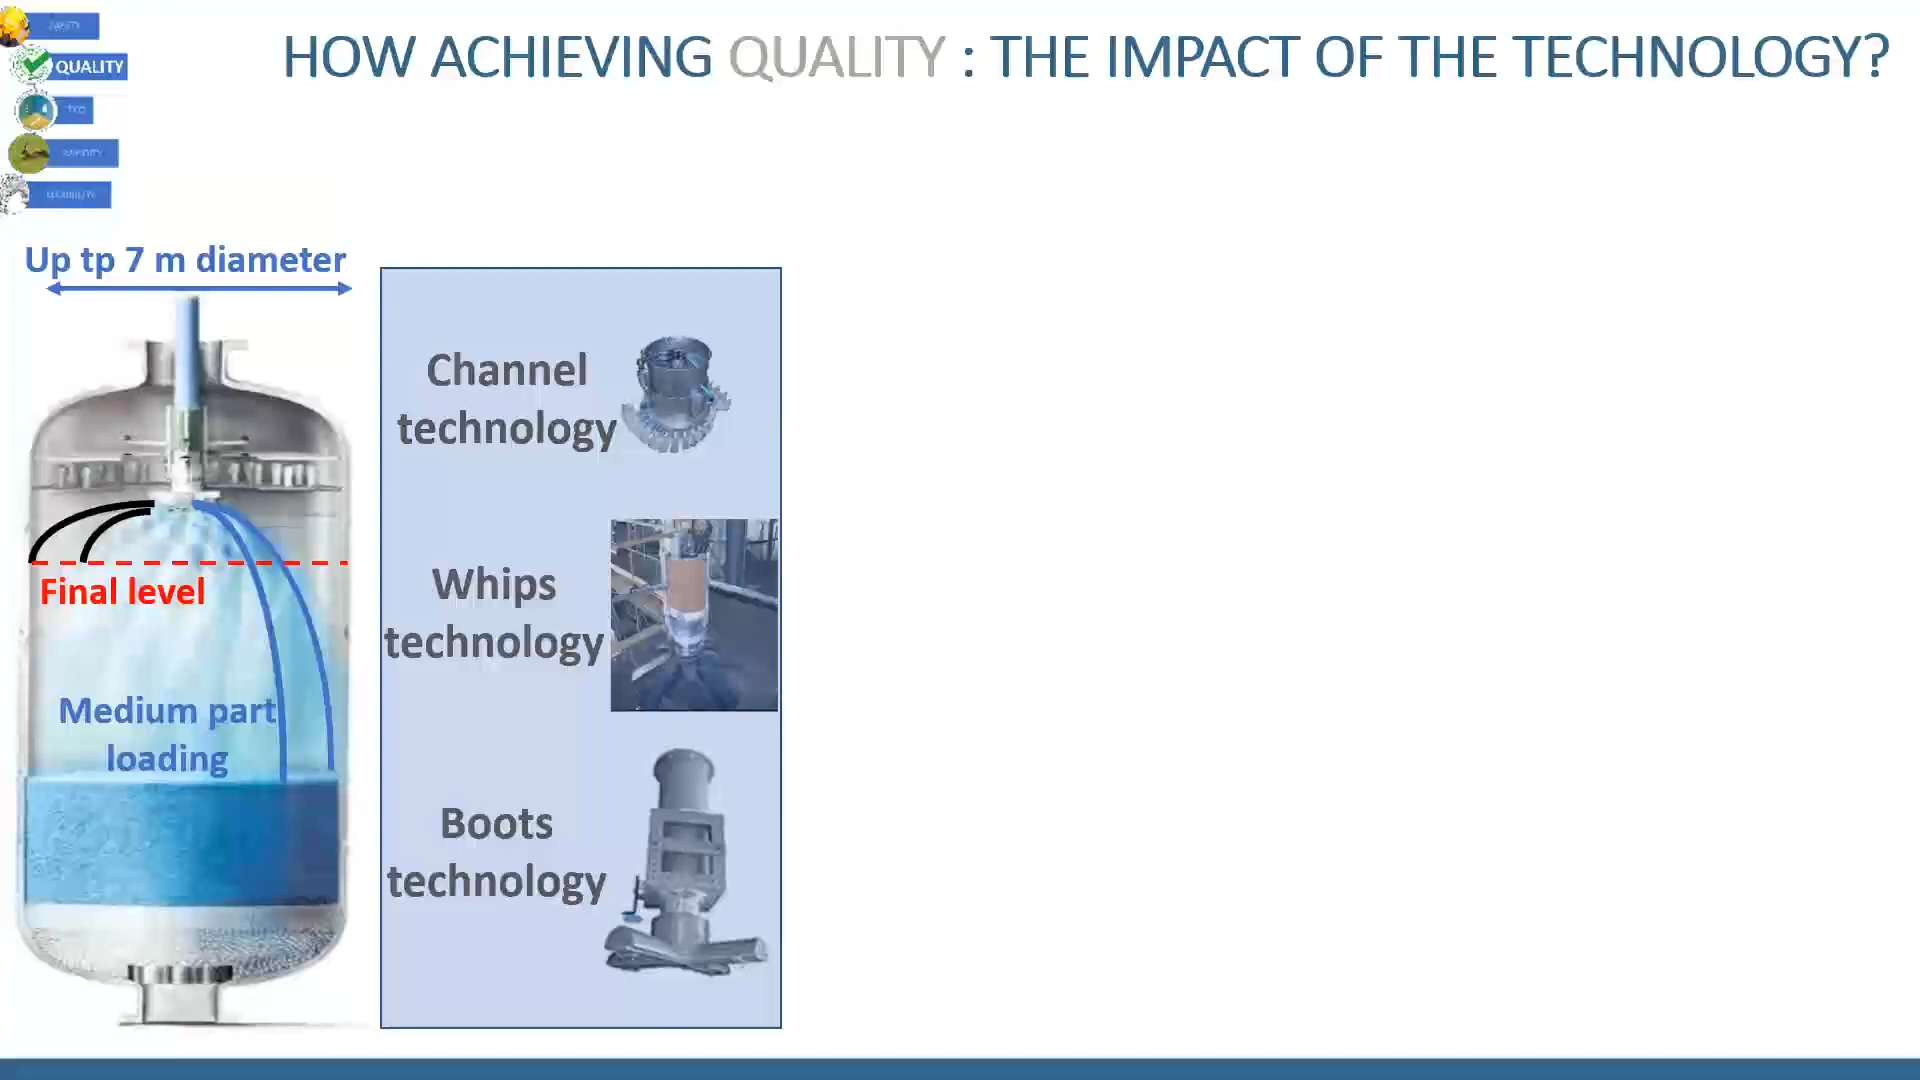 SAFETY
QUALITY
HOW ACHIEVING QUALITY : THE IMPACT OF THE TECHNOLOGY?
Up tp 7 m diameter
Final level
Medium part
loading
Channel
technology
Whips
technology
Boots
technology